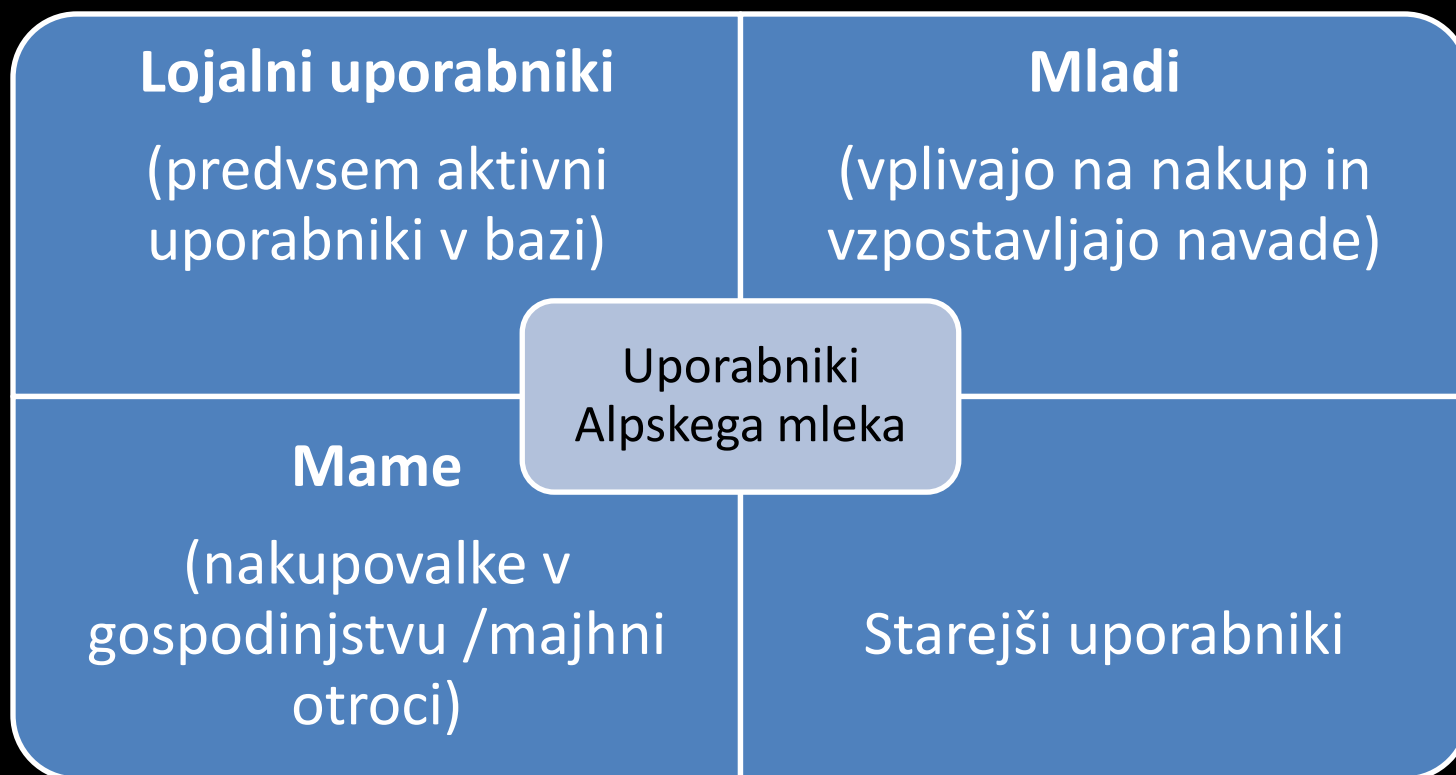 Lojalni uporabniki
(predvsem aktivni
uporabniki v bazi)
Mladi
(vplivajo na nakup in
vzpostavljajo navade)
Uporabniki
Alpskega mleka
Mame
(nakupovalke v
gospodinjstvu /majhni
otroci)
Starejši uporabniki